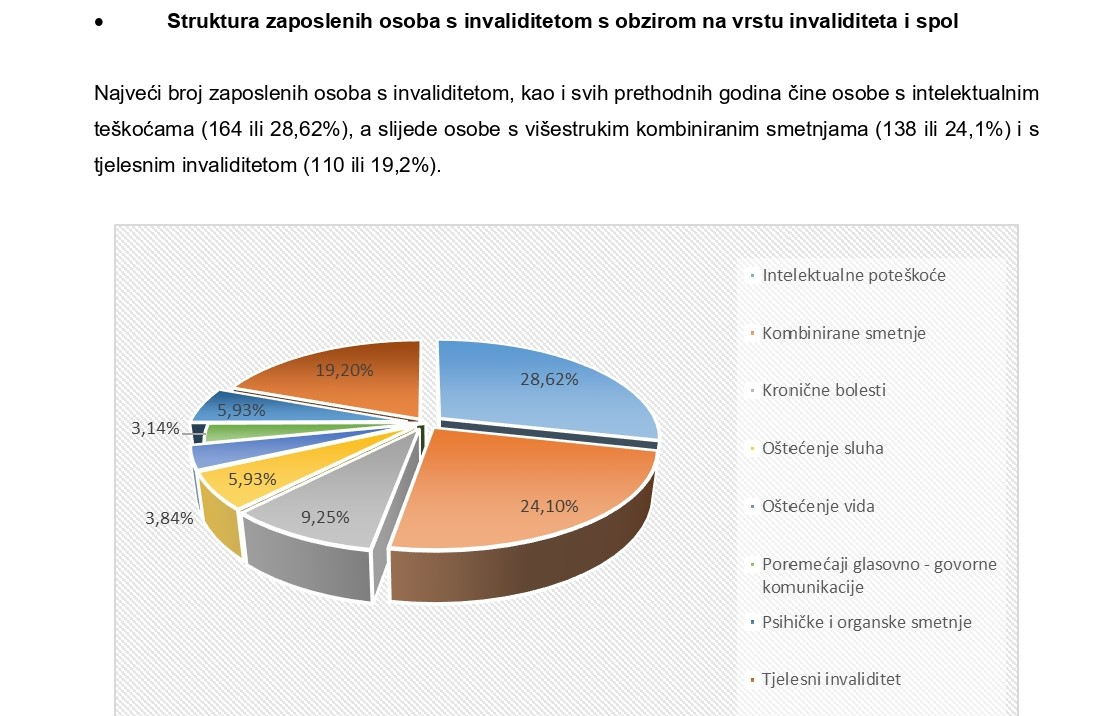 • Struktura zaposlenih osoba s invaliditetom s obzirom na vrstu invaliditeta i spol
Najveći broj zaposlenih osoba s invaliditetom, kao i svih prethodnih godina čine osobe s intelektualnim
teškoćama (164 ili 28,62%), a slijede osobe s višestrukim kombiniranim smetnjama (138 ili 24,1%) i s
tjelesnim invaliditetom (110 ili 19,2%).
19,20%
28,62%
5,93%
3,14%
5,93%
3,84%
9,25%
24,10%
Intelektualne poteškoće
Kombinirane smetnje
Kronične bolesti
Oštećenje sluha
Oštećenje vida
Poremećaji glasovno - govorne
komunikacije
Psihičke i organske smetnje
Tjelesni invaliditet